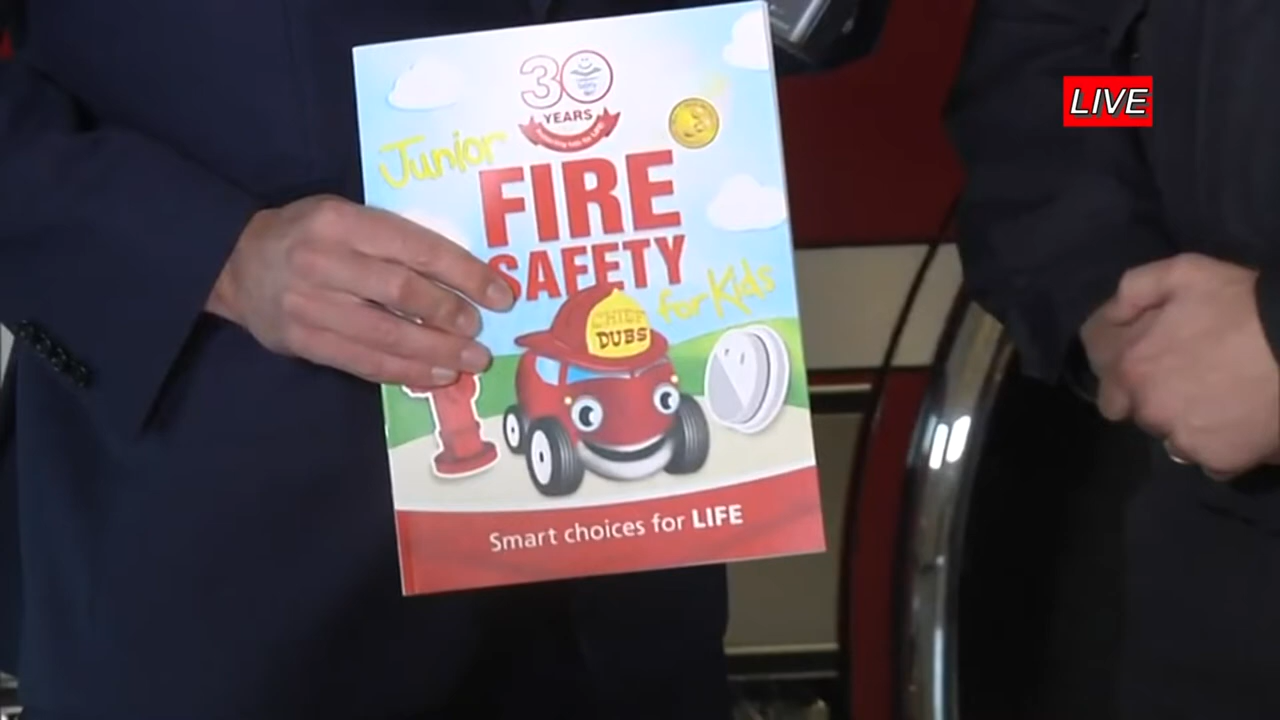 LIVE
30
YEARS
Junior
FIRE
SAFETY
for Kids
CHIEF
DUBS
Smart choices for LIFE